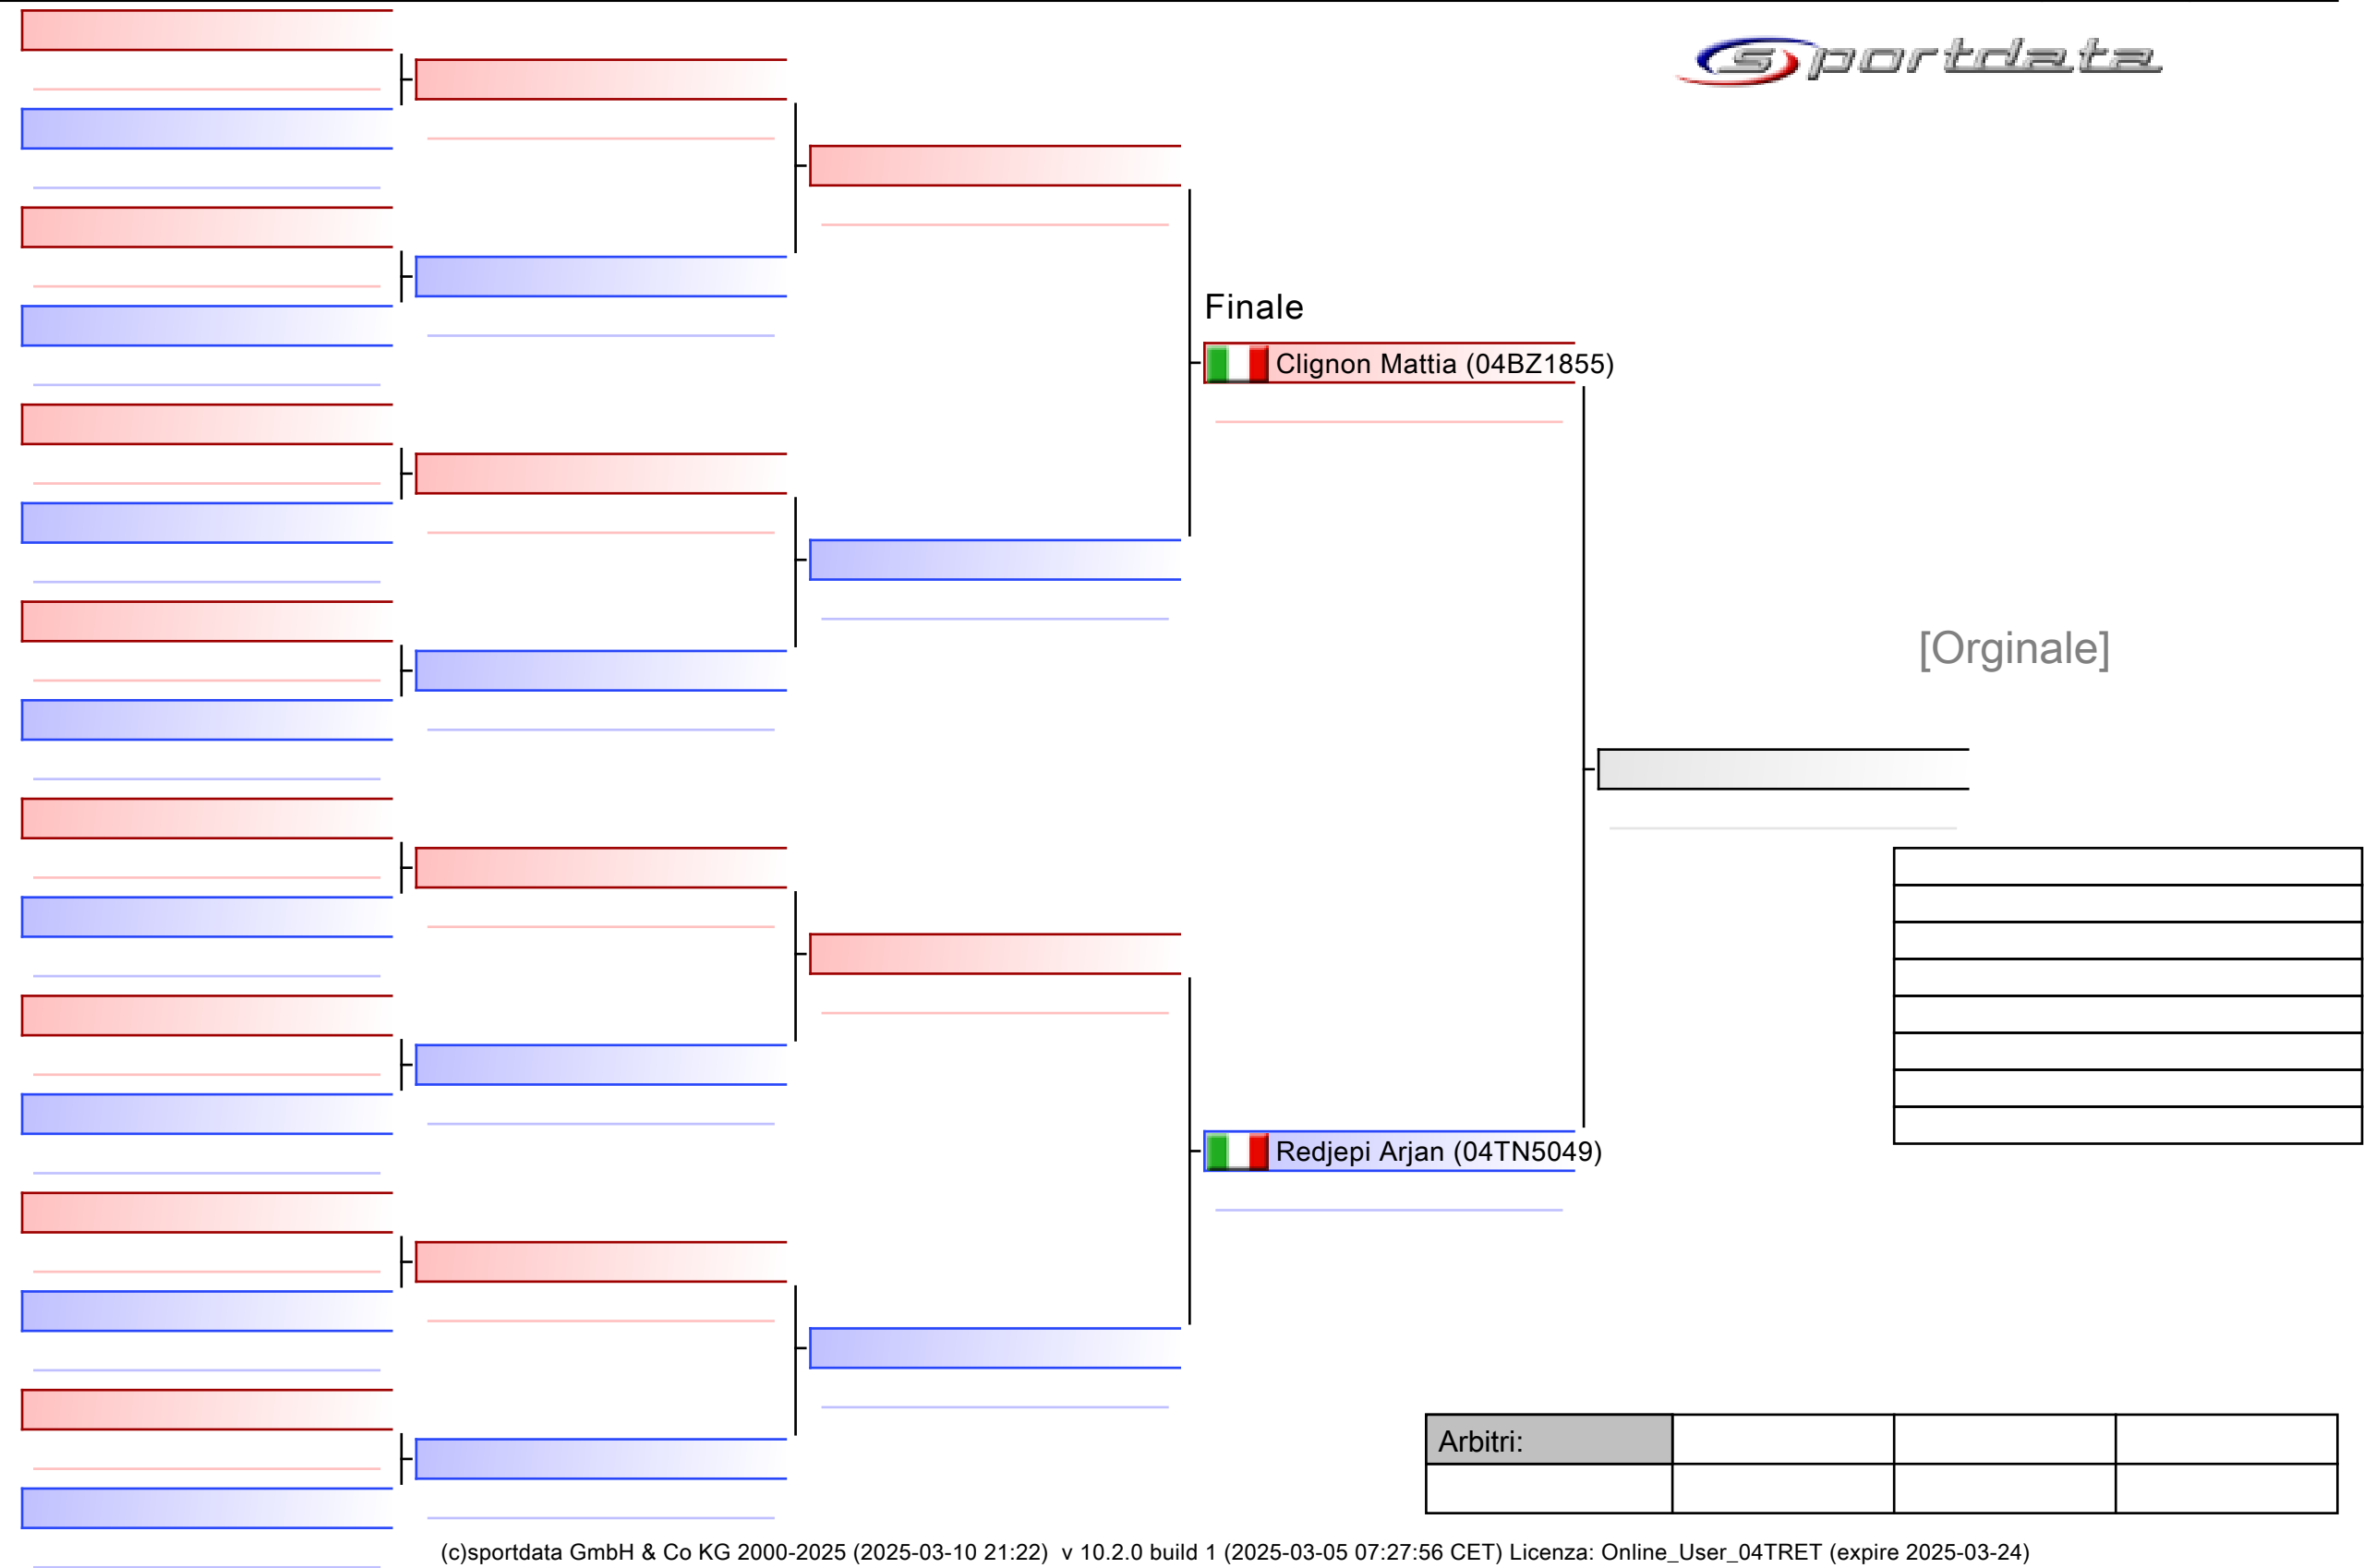 sportdata
Finale
Clignon Mattia (04BZ1855)
[Orginale]
Redjepi Arjan (04TN5049)
Arbitri:
(c)sportdata GmbH & Co KG 2000-2025 (2025-03-10 21:22) v 10.2.0 build 1 (2025-03-05 07:27:56 CET) Licenza: Online_User_04TRET (expire 2025-03-24)